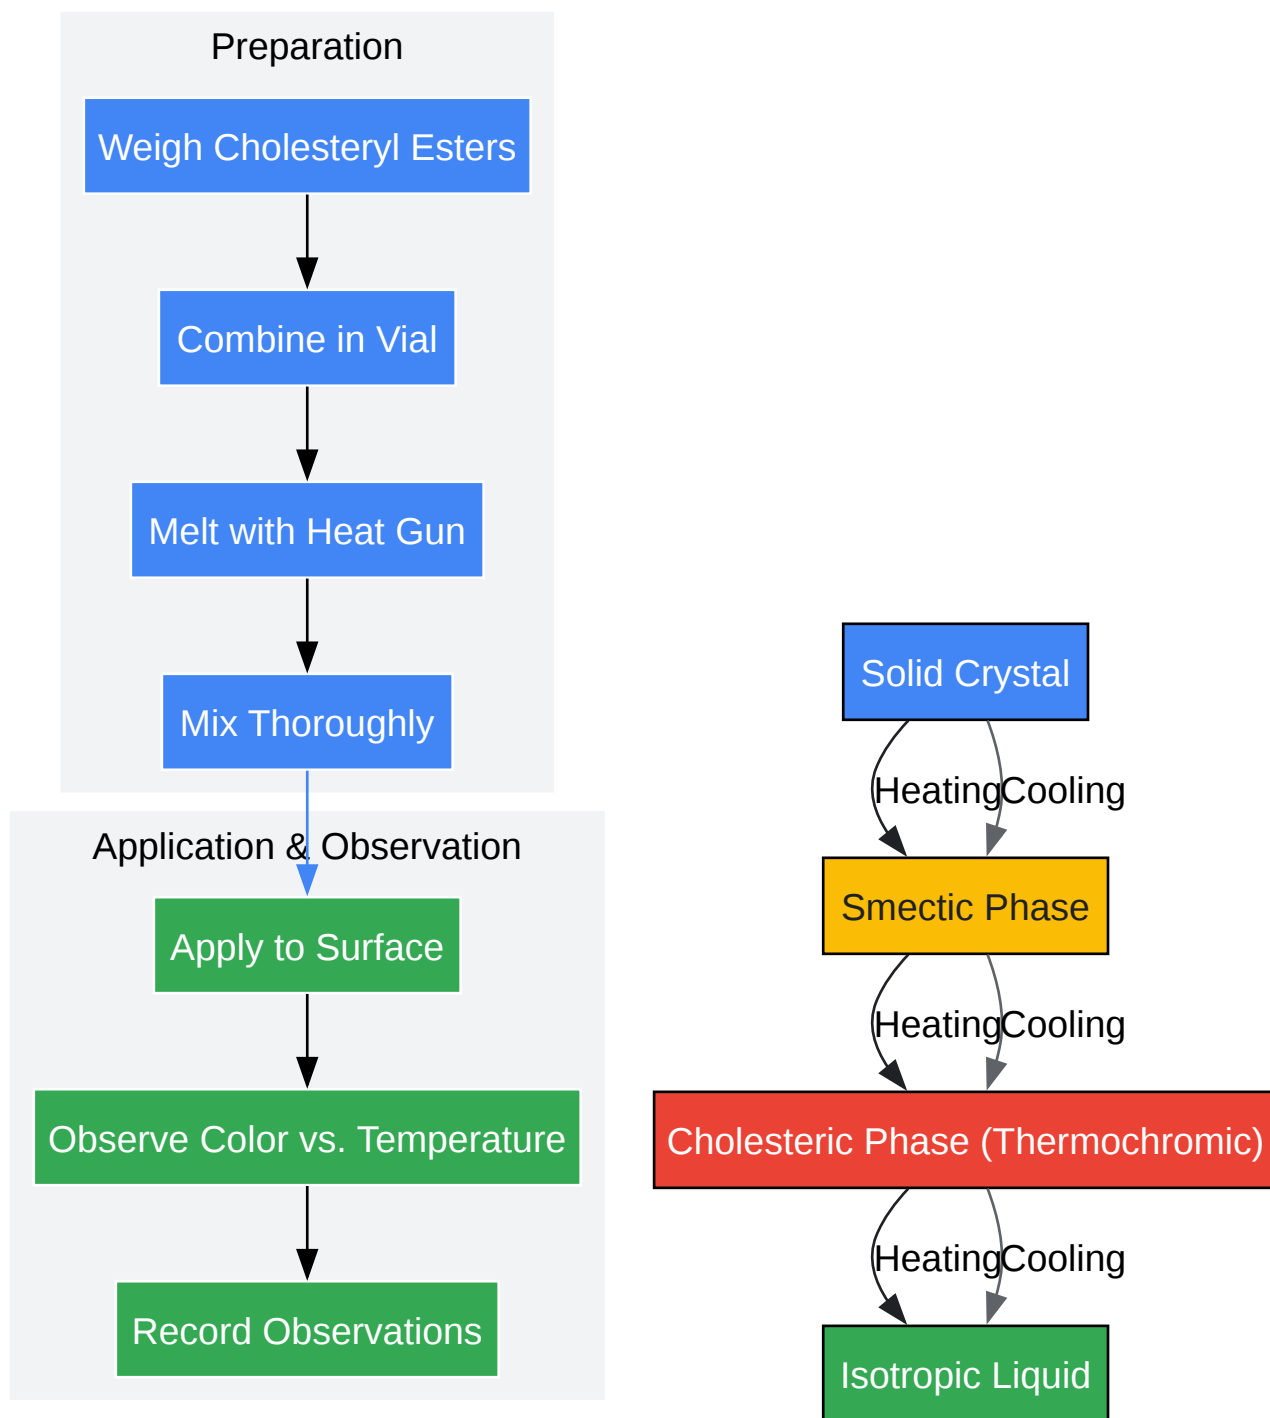 Preparation
Weigh Cholesteryl Esters
Combine in Vial
Melt with Heat Gun
Mix Thoroughly
Application & Observation
Apply to Surface
Observe Color vs. Temperature
Record Observations
Solid Crystal
Heating
Cooling
Smectic Phase
Heating
Cooling
Cholesteric Phase (Thermochromic)
Heating
Cooling
Isotropic Liquid